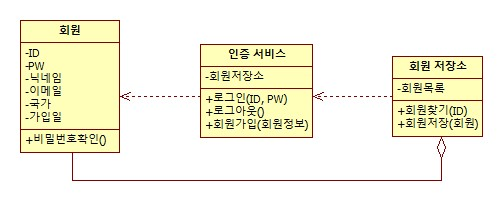 회원
-ID
-PW
-닉네임
-이메일
-국가
-가입일
+비밀번호확인()
인증 서비스
-회원저장소
+로그인(ID, PW)
+로그아웃()
+회원가입(회원정보)
회원 저장소
-회원목록
+회원찾기(ID)
+회원저장(회원)